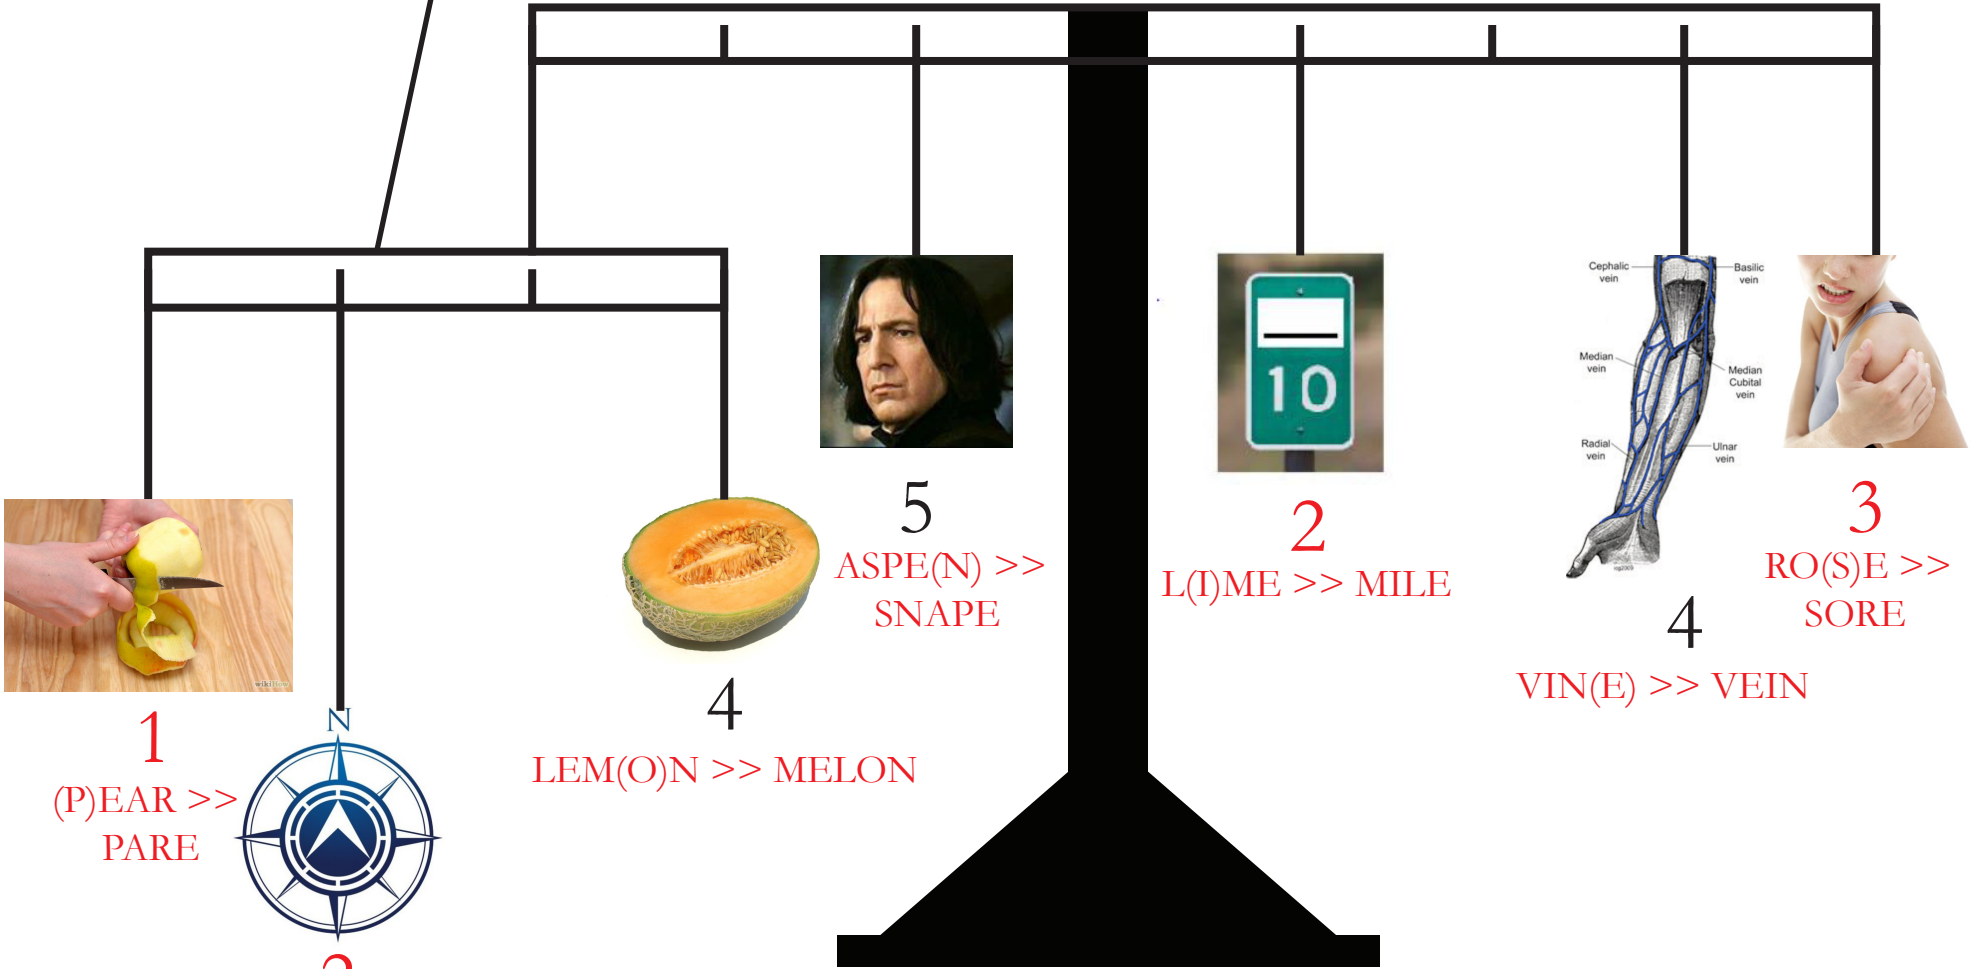 10
Cephalic
vein
Basilic
vein
Median
vein
Median
Cubital
vein
Radial
vein
Ulnar
vein
5
ASPE(N) >>
SNAPE
2
L(I)ME >> MILE
3
RO(S)E >>
SORE
4
VIN(E) >> VEIN
wikiHow
1
(P)EAR >>
PARE
N
4
LEM(O)N >> MELON